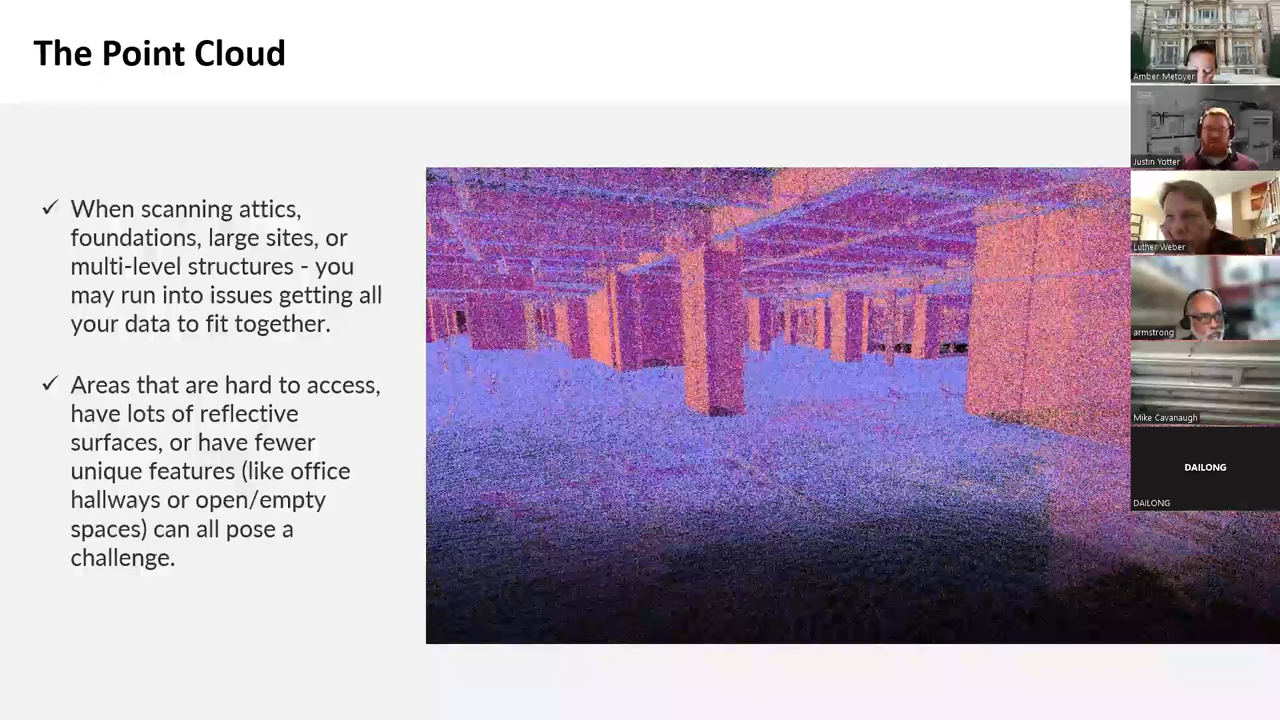 The Point Cloud
✓ When scanning attics,
foundations, large sites, or
multi-level structures - you
may run into issues getting all
your data to fit together.
✓ Areas that are hard to access,
have lots of reflective
surfaces, or have fewer
unique features (like office
hallways or open/empty
spaces) can all pose a
challenge.
Amber Metoyer
Justin Yotter
Luther Weber
armstrong
Mike Cavanaugh
DAILONG
DAILONG